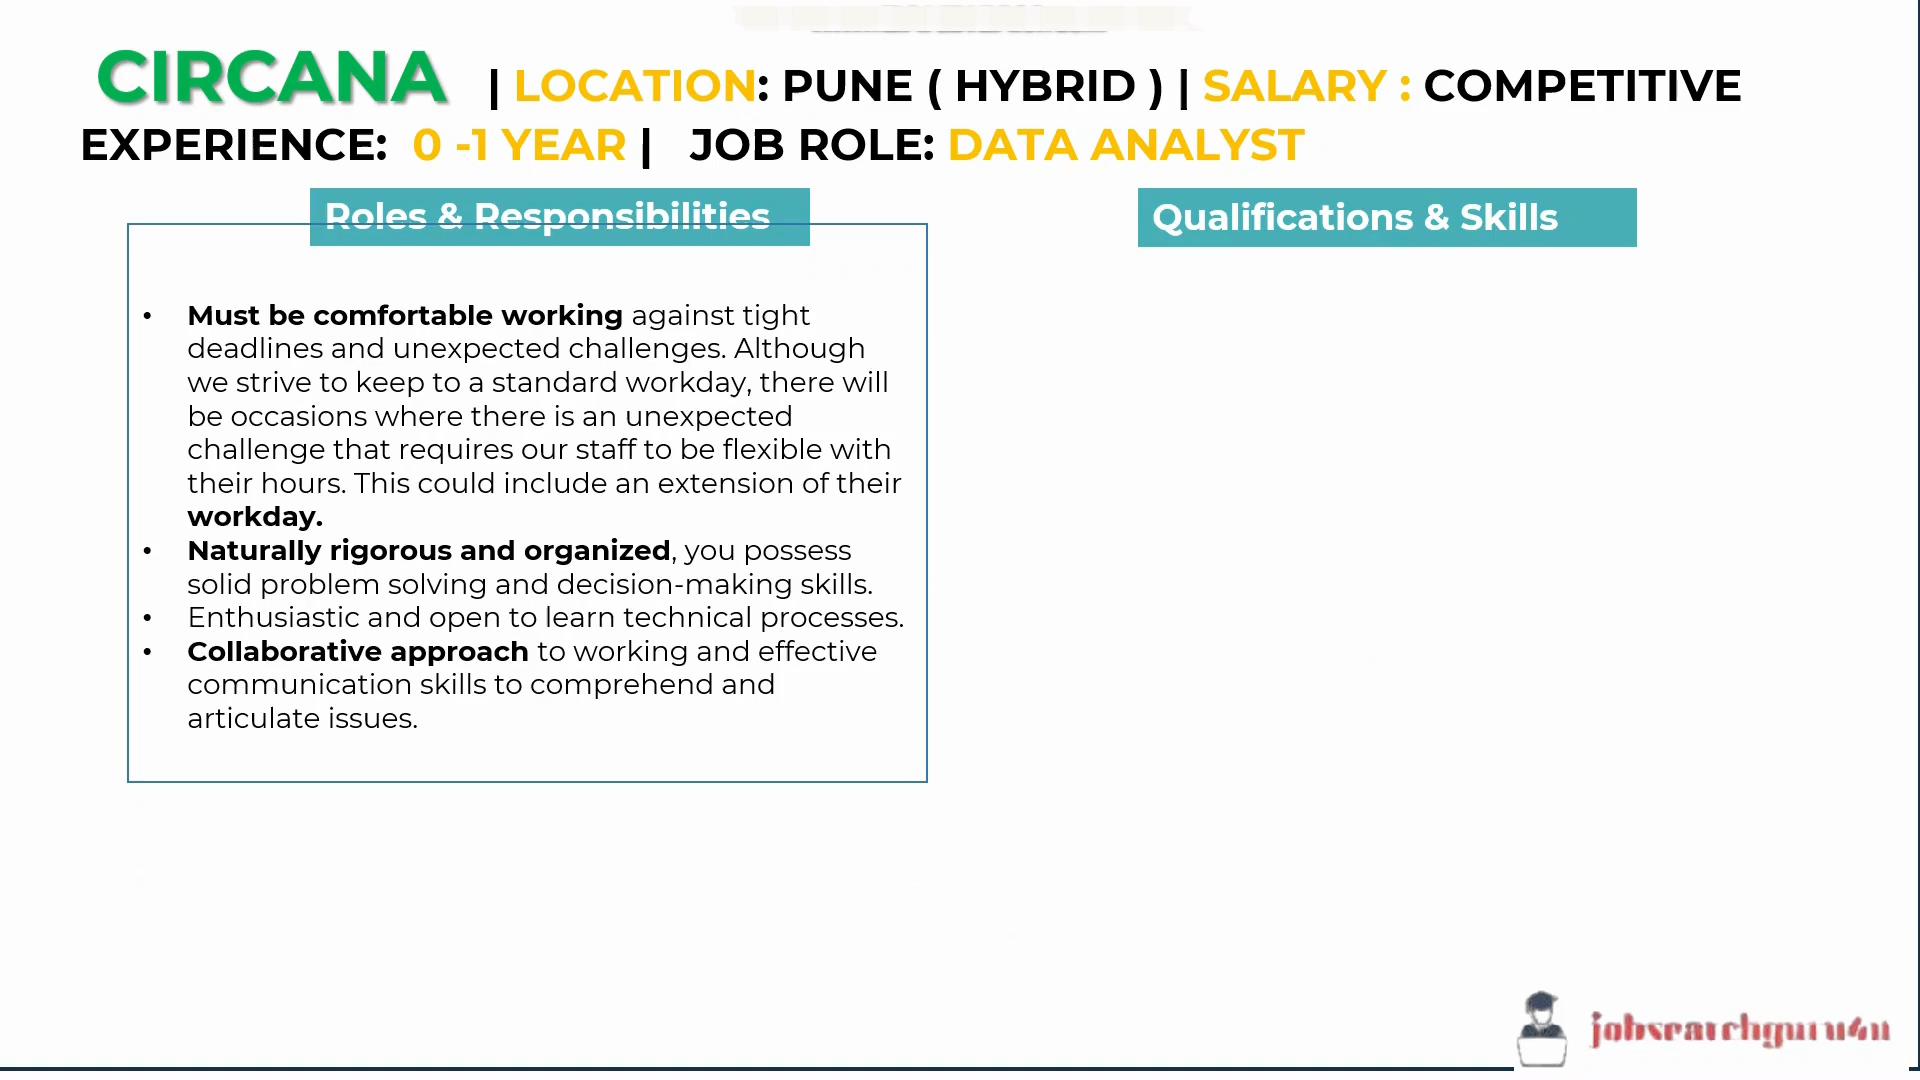 CIRCANA | LOCATION: PUNE ( HYBRID ) | SALARY : COMPETITIVE
EXPERIENCE: 0 -1 YEAR | JOB ROLE: DATA ANALYST
Roles & Responsibilities
• Must be comfortable working against tight
deadlines and unexpected challenges. Although
we strive to keep to a standard workday, there will
be occasions where there is an unexpected
challenge that requires our staff to be flexible with
their hours. This could include an extension of their
workday.
• Naturally rigorous and organized, you possess
solid problem solving and decision-making skills.
• Enthusiastic and open to learn technical processes.
• Collaborative approach to working and effective
communication skills to comprehend and
articulate issues.
Qualifications & Skills
jobsearchguru4u